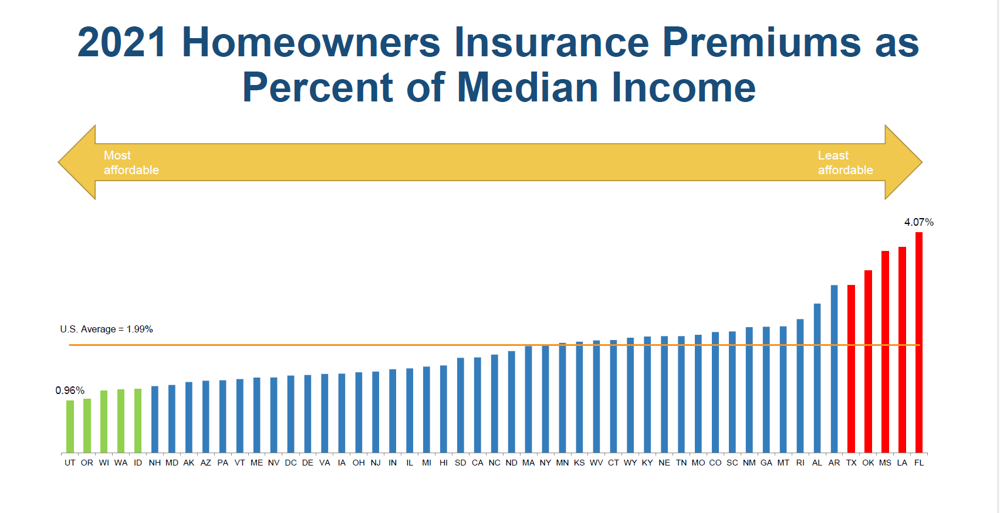 2021 Homeowners Insurance Premiums as
Percent of Median Income
Most
affordable
Least
affordable
4.07%
U.S. Average = 1.99%
0.96%
UT OR WI WA ID NH MD AK AZ PA VT ME NV DC DE VA IA OH NJ IN IL MI HI SD CA NC ND MA NY MN KS WV CT WY KY NE TN MO CO SC NM GA MT RI AL AR TX OK MS LA FL